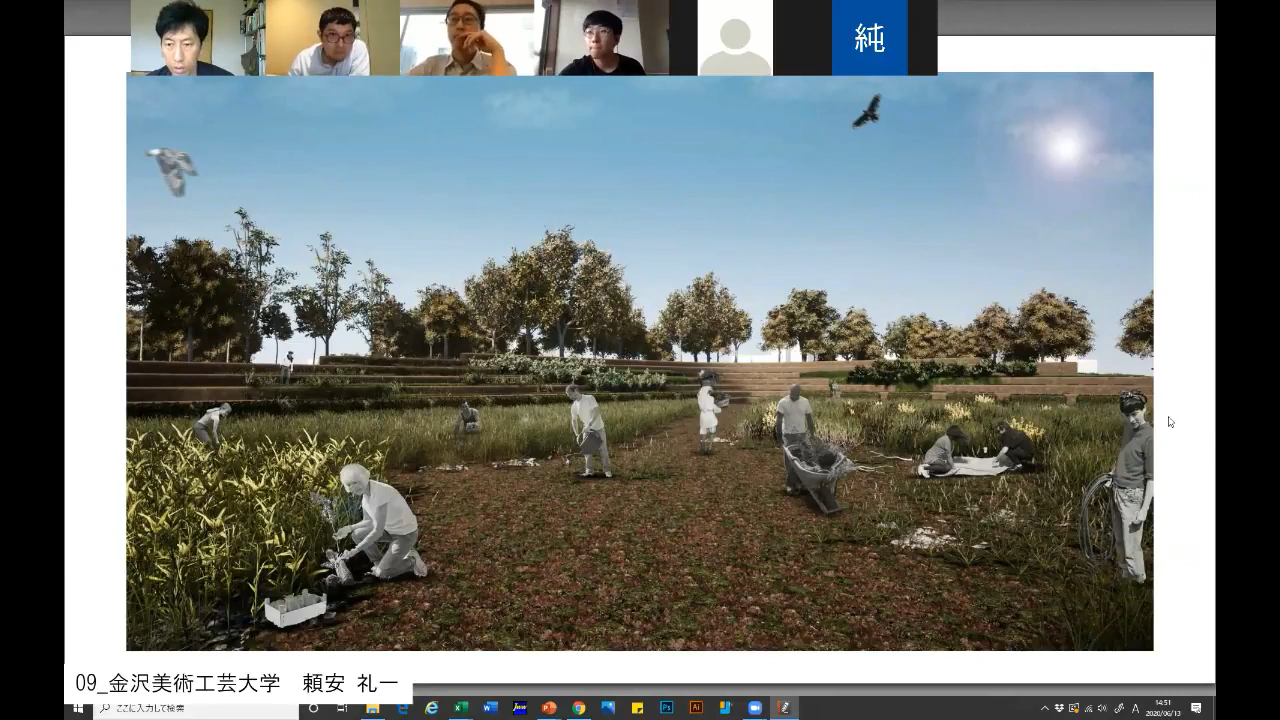 純
09_金沢美術工芸大学　頼安 礼一
ここに入力して検索
14:51
2020/06/13